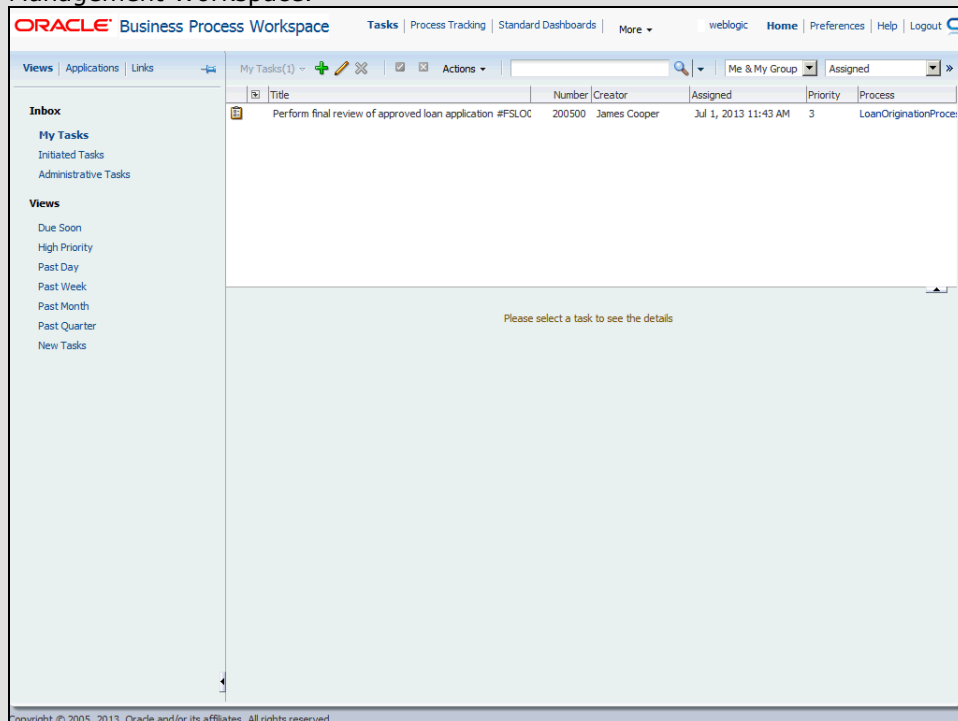 Management Workspace.
ORACLE Business Process Workspace Tasks Process Tracking Standard Dashboards More weblogic Home Preferences Help Logout
Views Applications Links My Tasks(1) Actions Me & My Group Assigned
Title Number Creator Assigned Priority Process
Inbox
Perform final review of approved loan application #FSLOC 200500 James Cooper Jul 1, 2013 11:43 AM 3 LoanOriginationProces
My Tasks
Initiated Tasks
Administrative Tasks
Views
Due Soon
High Priority
Past Day
Past Week
Past Month
Please select a task to see the details
Past Quarter
New Tasks
Copyright © 2005, 2013, Oracle and/or its affiliates. All rights reserved.